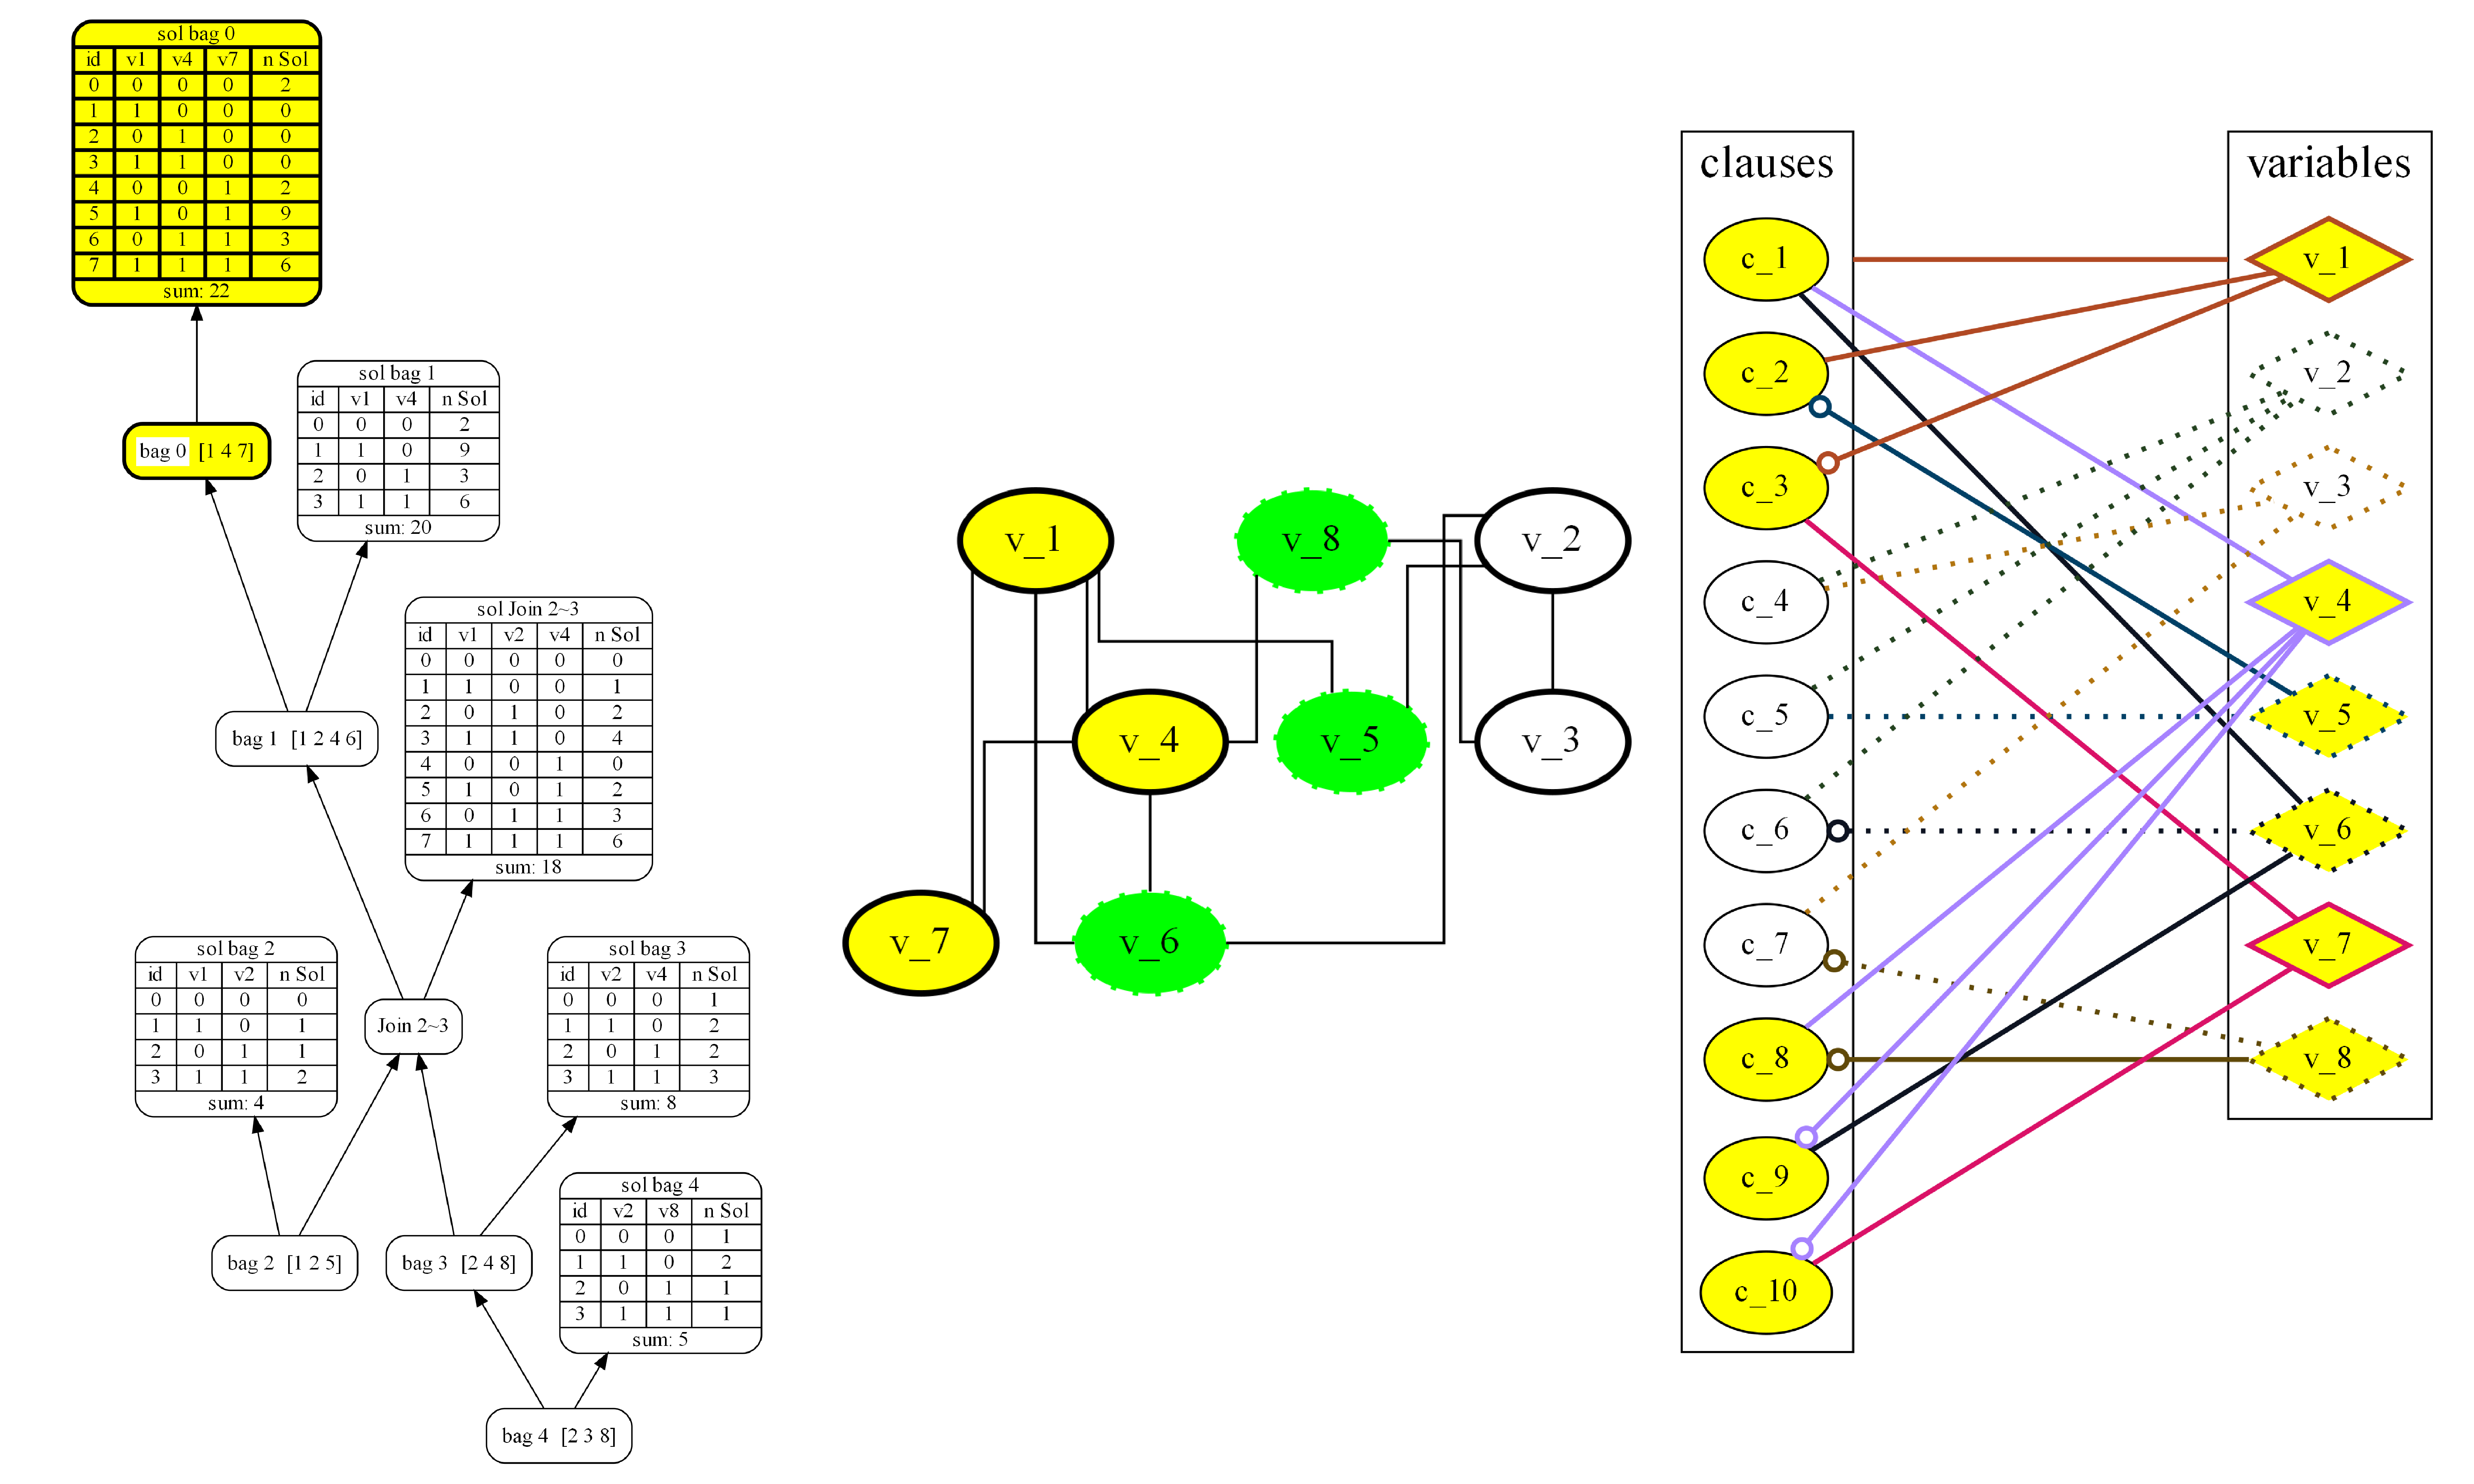 sol bag 0
id v1 v4 v7 n Sol
0 0 0 0 2
1 1 0 0 0
2 0 1 0 0
3 1 1 0 0
4 0 0 1 2
5 1 0 1 9
6 0 1 1 3
7 1 1 1 6
sum: 22
bag 0 [1 4 7]
sol bag 1
id v1 v4 n Sol
0 0 0 2
1 1 0 9
2 0 1 3
3 1 1 6
sum: 20
bag 1 [1 2 4 6]
sol Join 2~3
id v1 v2 v4 n Sol
0 0 0 0 0
1 1 0 0 1
2 0 1 0 2
3 1 1 0 4
4 0 0 1 0
5 1 0 1 2
6 0 1 1 3
7 1 1 1 6
sum: 18
sol bag 2
id v1 v2 n Sol
0 0 0 0
1 1 0 1
2 0 1 1
3 1 1 2
sum: 4
Join 2~3
sol bag 3
id v2 v4 n Sol
0 0 0 1
1 1 0 2
2 0 1 2
3 1 1 3
sum: 8
bag 2 [1 2 5]
bag 3 [2 4 8]
sol bag 4
id v2 v8 n Sol
0 0 0 1
1 1 0 2
2 0 1 1
3 1 1 1
sum: 5
bag 4 [2 3 8]
v_1
v_8
v_2
v_4
v_5
v_3
v_7
v_6
clauses
c_1
c_2
c_3
c_4
c_5
c_6
c_7
c_8
c_9
c_10
variables
v_1
v_2
v_3
v_4
v_5
v_6
v_7
v_8